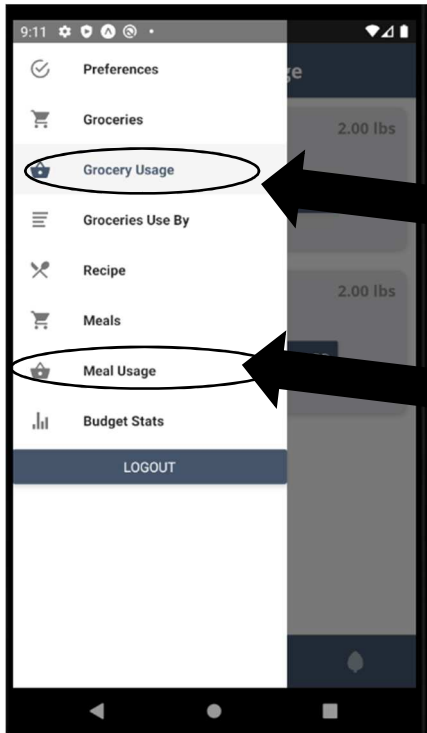 9:11
Preferences
ge
Groceries
2.00 lbs
Grocery Usage
Groceries Use By
Recipe
2.00 lbs
Meals
Meal Usage
Budget Stats
LOGOUT